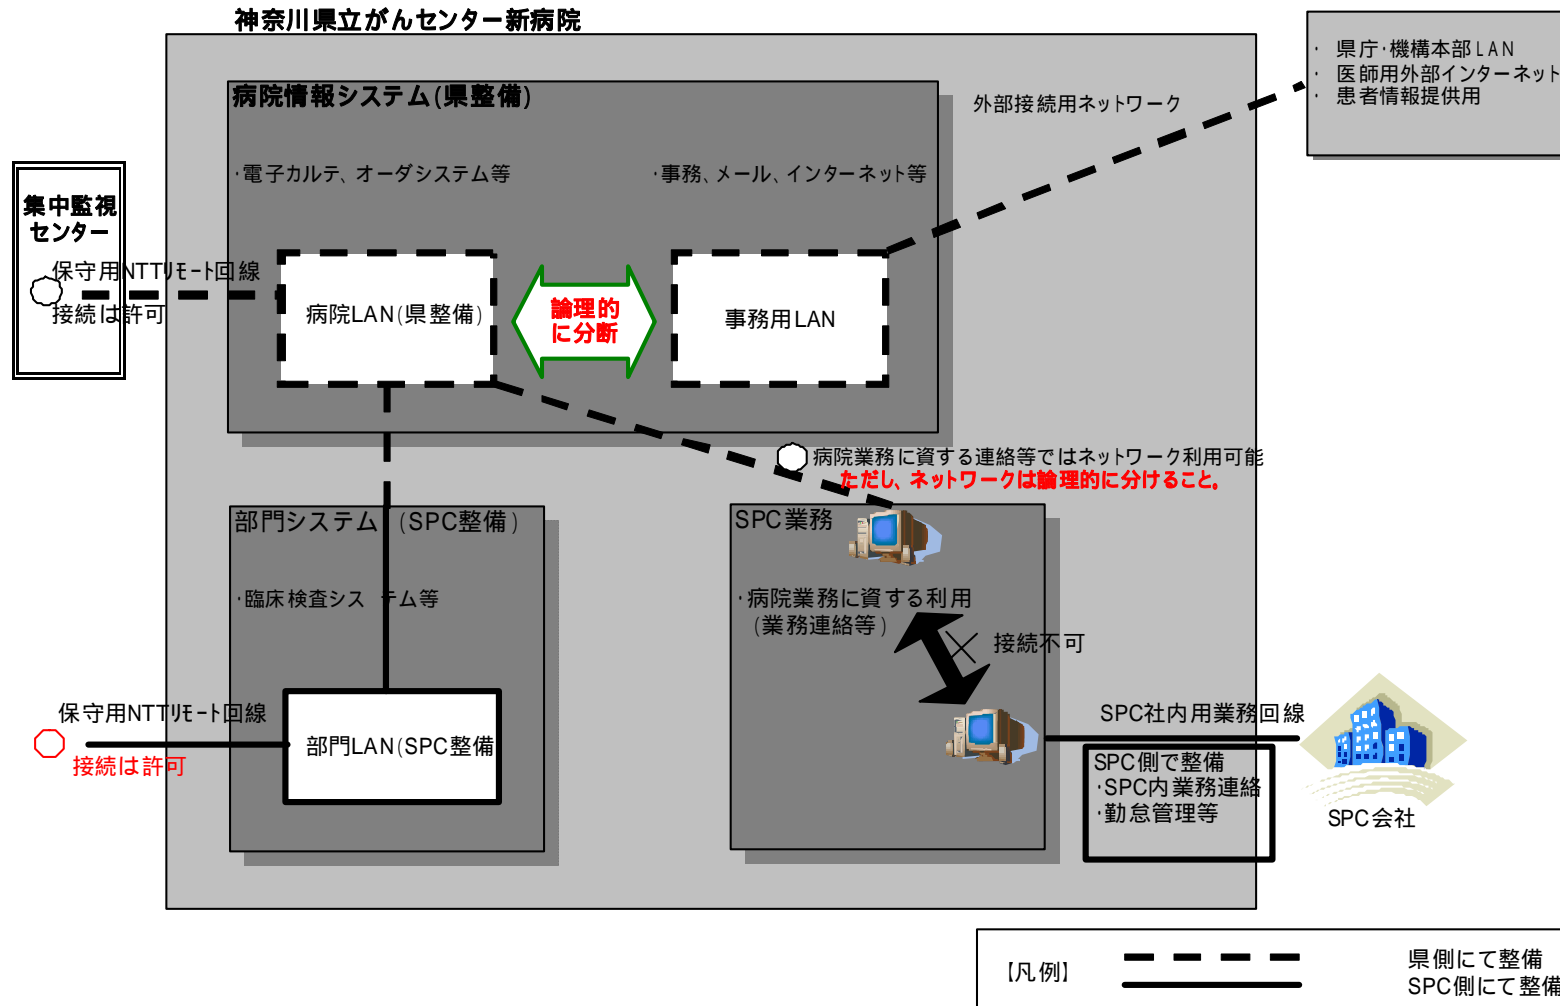 神奈川県立がんセンター新病院
・ 県庁・機構本部LAN
・ 医師用外部インターネット
・ 患者情報提供用
病院情報システム(県整備)
外部接続用ネットワーク
・電子カルテ、オーダシステム等
・事務、メール、インターネット等
集中監視
センター
保守用NTTリモート回線
接続は許可
病院LAN(県整備)
論理的
に分断
事務用LAN
病院業務に資する連絡等ではネットワーク利用可能
ただし、ネットワークは論理的に分けること。
部門システム (SPC整備)
SPC業務
・臨床検査システム等
・病院業務に資する利用
(業務連絡等)
接続不可
保守用NTTリモート回線
接続は許可
部門LAN(SPC整備
SPC社内用業務回線
SPC側で整備
・SPC内業務連絡
・勤怠管理等
SPC会社
【凡例】
県側にて整備
SPC側にて整備